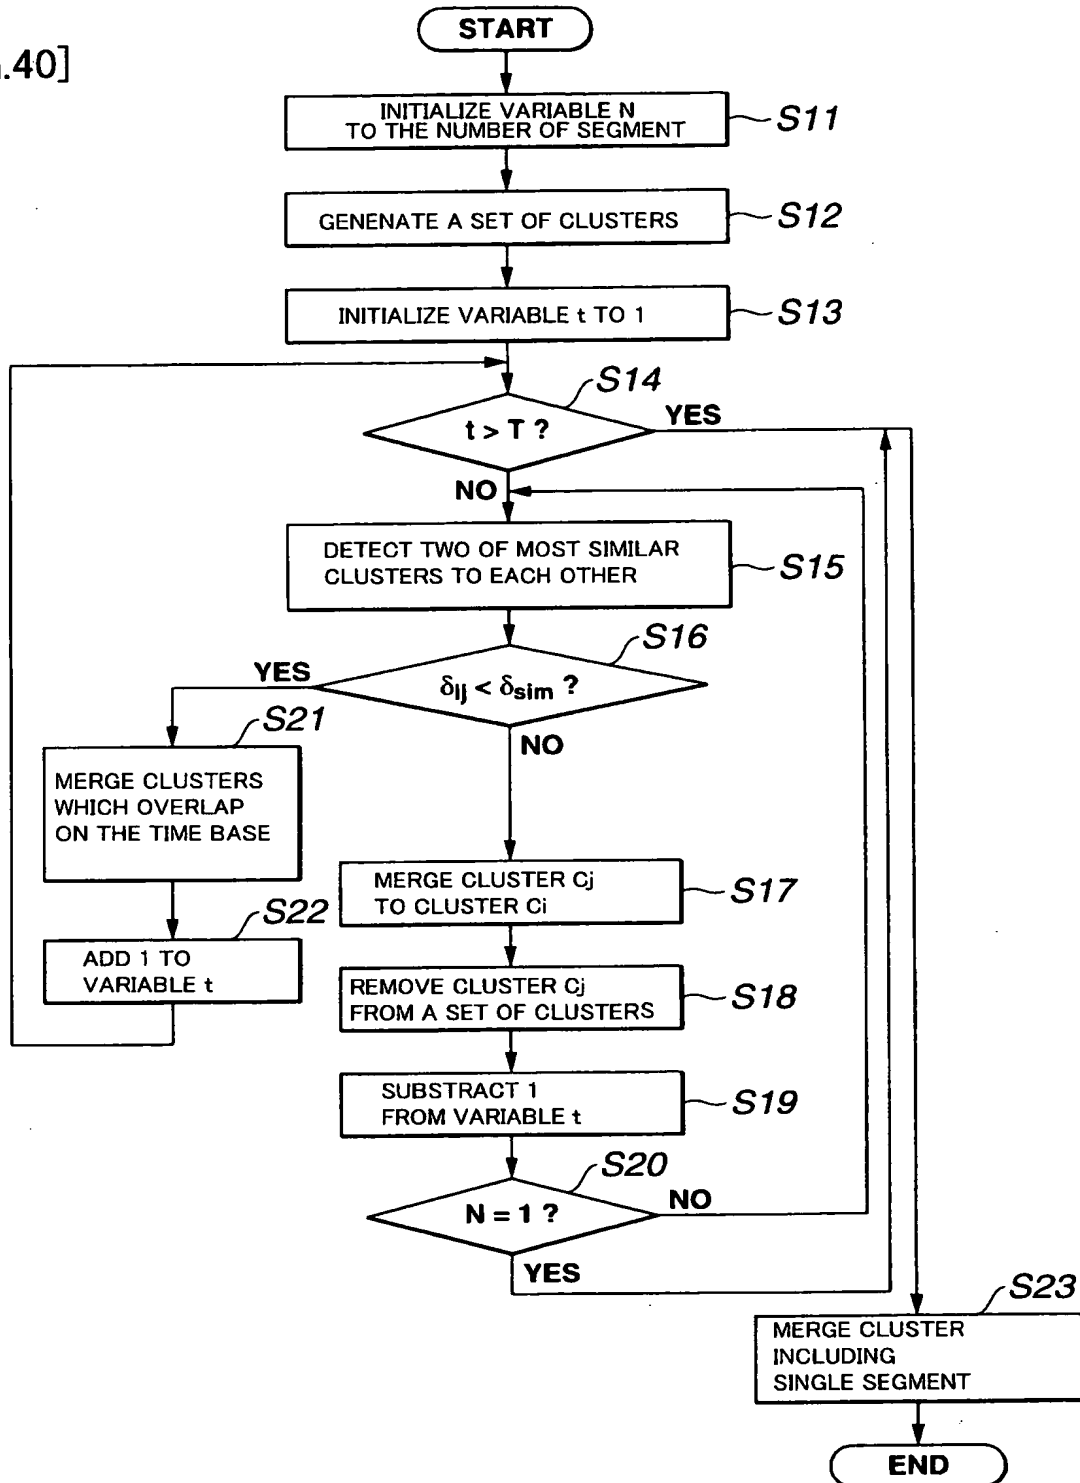 .40]
START
INITIALIZE VARIABLE N
TO THE NUMBER OF SEGMENT
S11
GENENATE A SET OF CLUSTERS
S12
INITIALIZE VARIABLE t TO 1
S13
S14
t > T ?
YES
NO
DETECT TWO OF MOST SIMILAR
CLUSTERS TO EACH OTHER
S15
S16
YES
δij < δsim ?
NO
S21
MERGE CLUSTERS
WHICH OVERLAP
ON THE TIME BASE
MERGE CLUSTER Cj
TO CLUSTER Ci
S17
S22
ADD 1 TO
VARIABLE t
REMOVE CLUSTER Cj
FROM A SET OF CLUSTERS
S18
SUBSTRACT 1
FROM VARIABLE t
S19
S20
N = 1 ?
NO
YES
S23
MERGE CLUSTER
INCLUDING
SINGLE SEGMENT
END